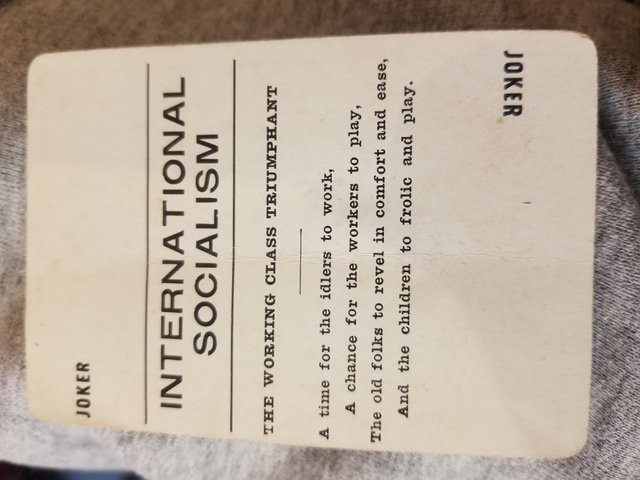 JOKER
INTERNATIONAL
SOCIALISM
THE WORKING CLASS TRIUMPHANT
A time for the idlers to work,
A chance for the workers to play,
The old folks to revel in comfort and ease,
And the children to frolic and play.
JOKER